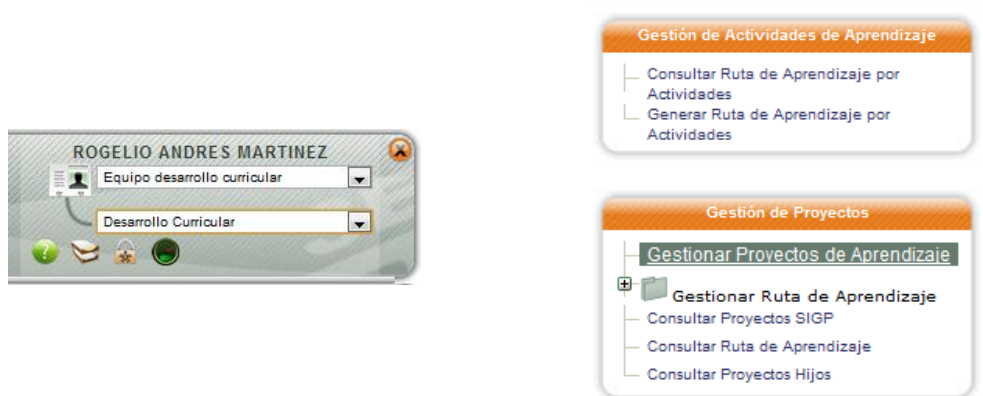 ROGELIO ANDRES MARTINEZ
Equipo desarrollo curricular
Desarrollo Curricular
?
Gestión de Actividades de Aprendizaje
Consultar Ruta de Aprendizaje por
Actividades
Generar Ruta de Aprendizaje por
Actividades
Gestión de Proyectos
Gestionar Proyectos de Aprendizaje
Gestionar Ruta de Aprendizaje
Consultar Proyectos SIGP
Consultar Ruta de Aprendizaje
Consultar Proyectos Hijos